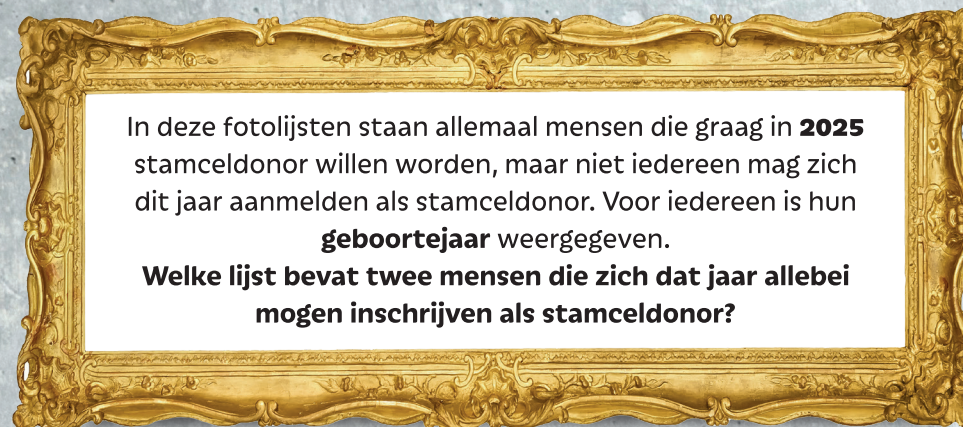 In deze fotolijsten staan allemaal mensen die graag in 2025
stamceldonor willen worden, maar niet iedereen mag zich
dit jaar aanmelden als stamceldonor. Voor iedereen is hun
geboortejaar weergegeven.
Welke lijst bevat twee mensen die zich dat jaar allebei
mogen inschrijven als stamceldonor?